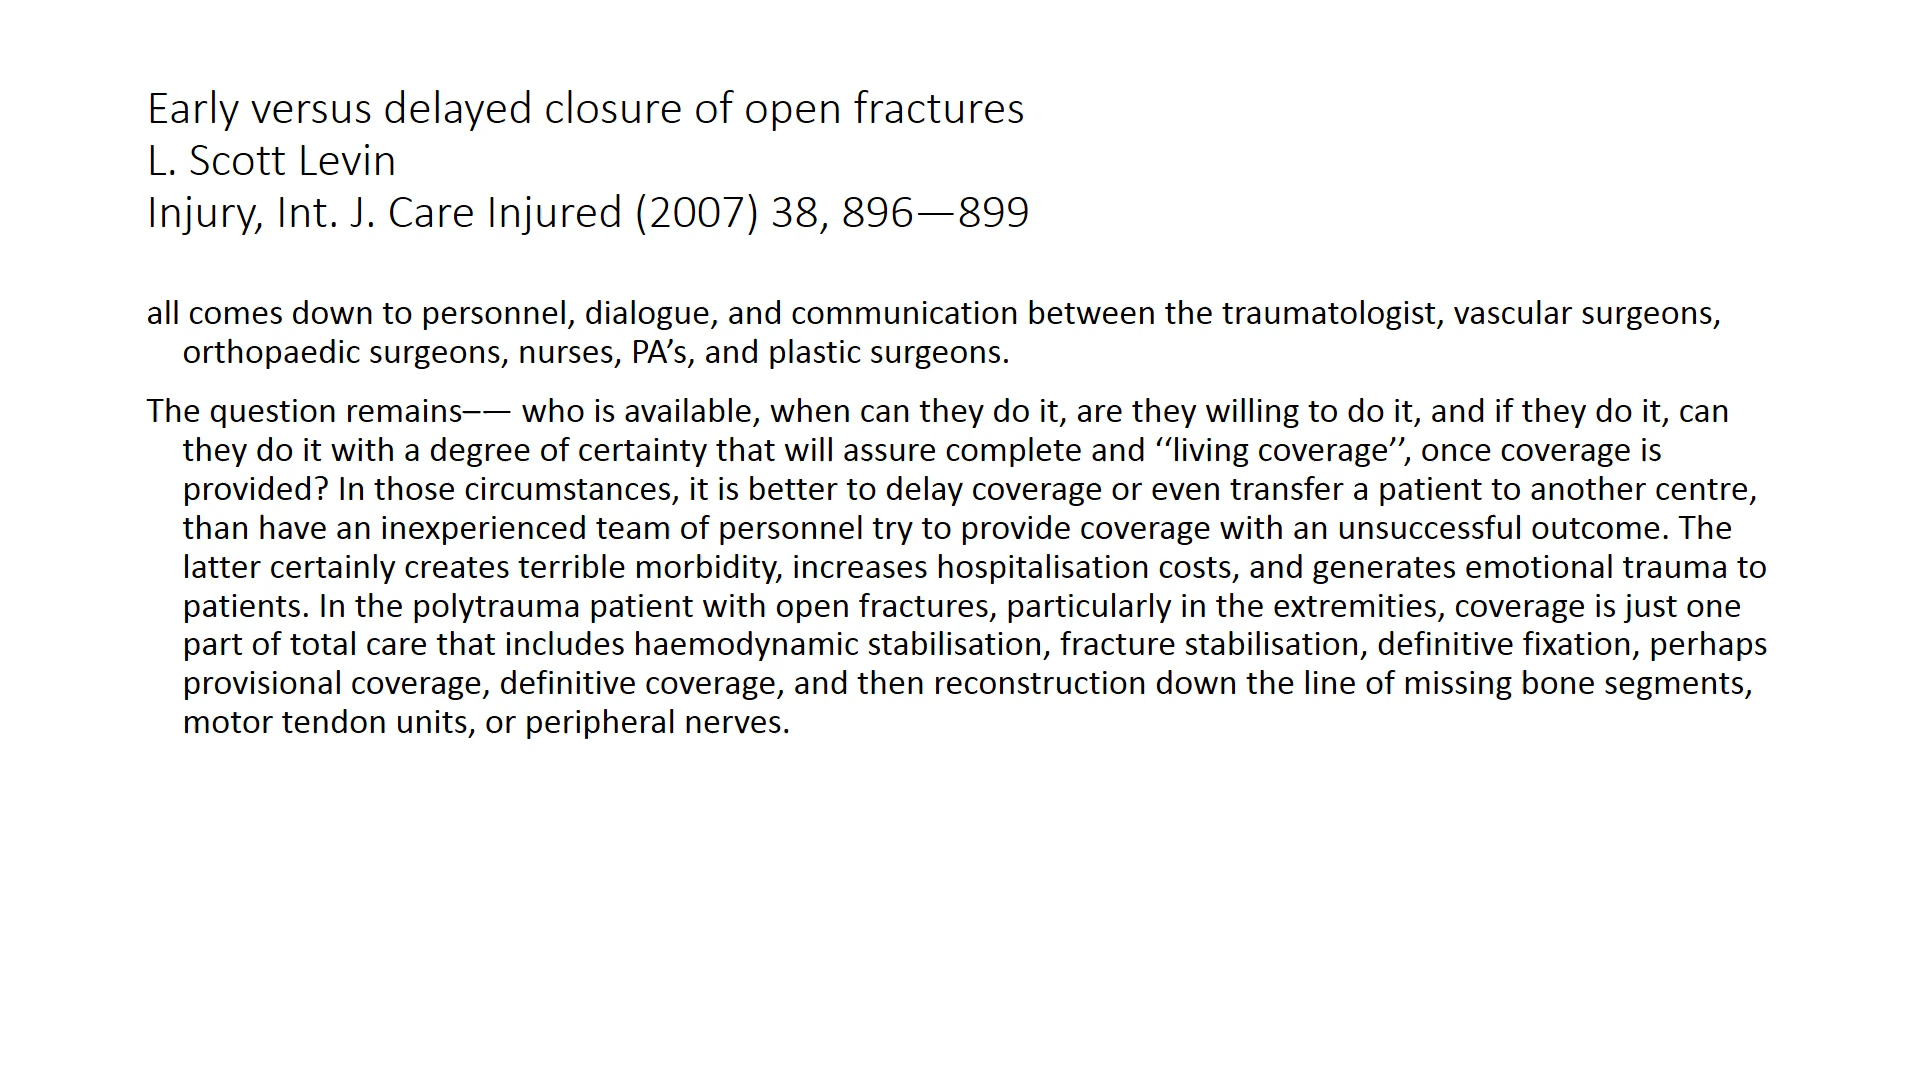 Early versus delayed closure of open fractures
L. Scott Levin
Injury, Int. J. Care Injured (2007) 38, 896—899
all comes down to personnel, dialogue, and communication between the traumatologist, vascular surgeons,
orthopaedic surgeons, nurses, PA’s, and plastic surgeons.
The question remains–— who is available, when can they do it, are they willing to do it, and if they do it, can
they do it with a degree of certainty that will assure complete and ‘‘living coverage’’, once coverage is
provided? In those circumstances, it is better to delay coverage or even transfer a patient to another centre,
than have an inexperienced team of personnel try to provide coverage with an unsuccessful outcome. The
latter certainly creates terrible morbidity, increases hospitalisation costs, and generates emotional trauma to
patients. In the polytrauma patient with open fractures, particularly in the extremities, coverage is just one
part of total care that includes haemodynamic stabilisation, fracture stabilisation, definitive fixation, perhaps
provisional coverage, definitive coverage, and then reconstruction down the line of missing bone segments,
motor tendon units, or peripheral nerves.